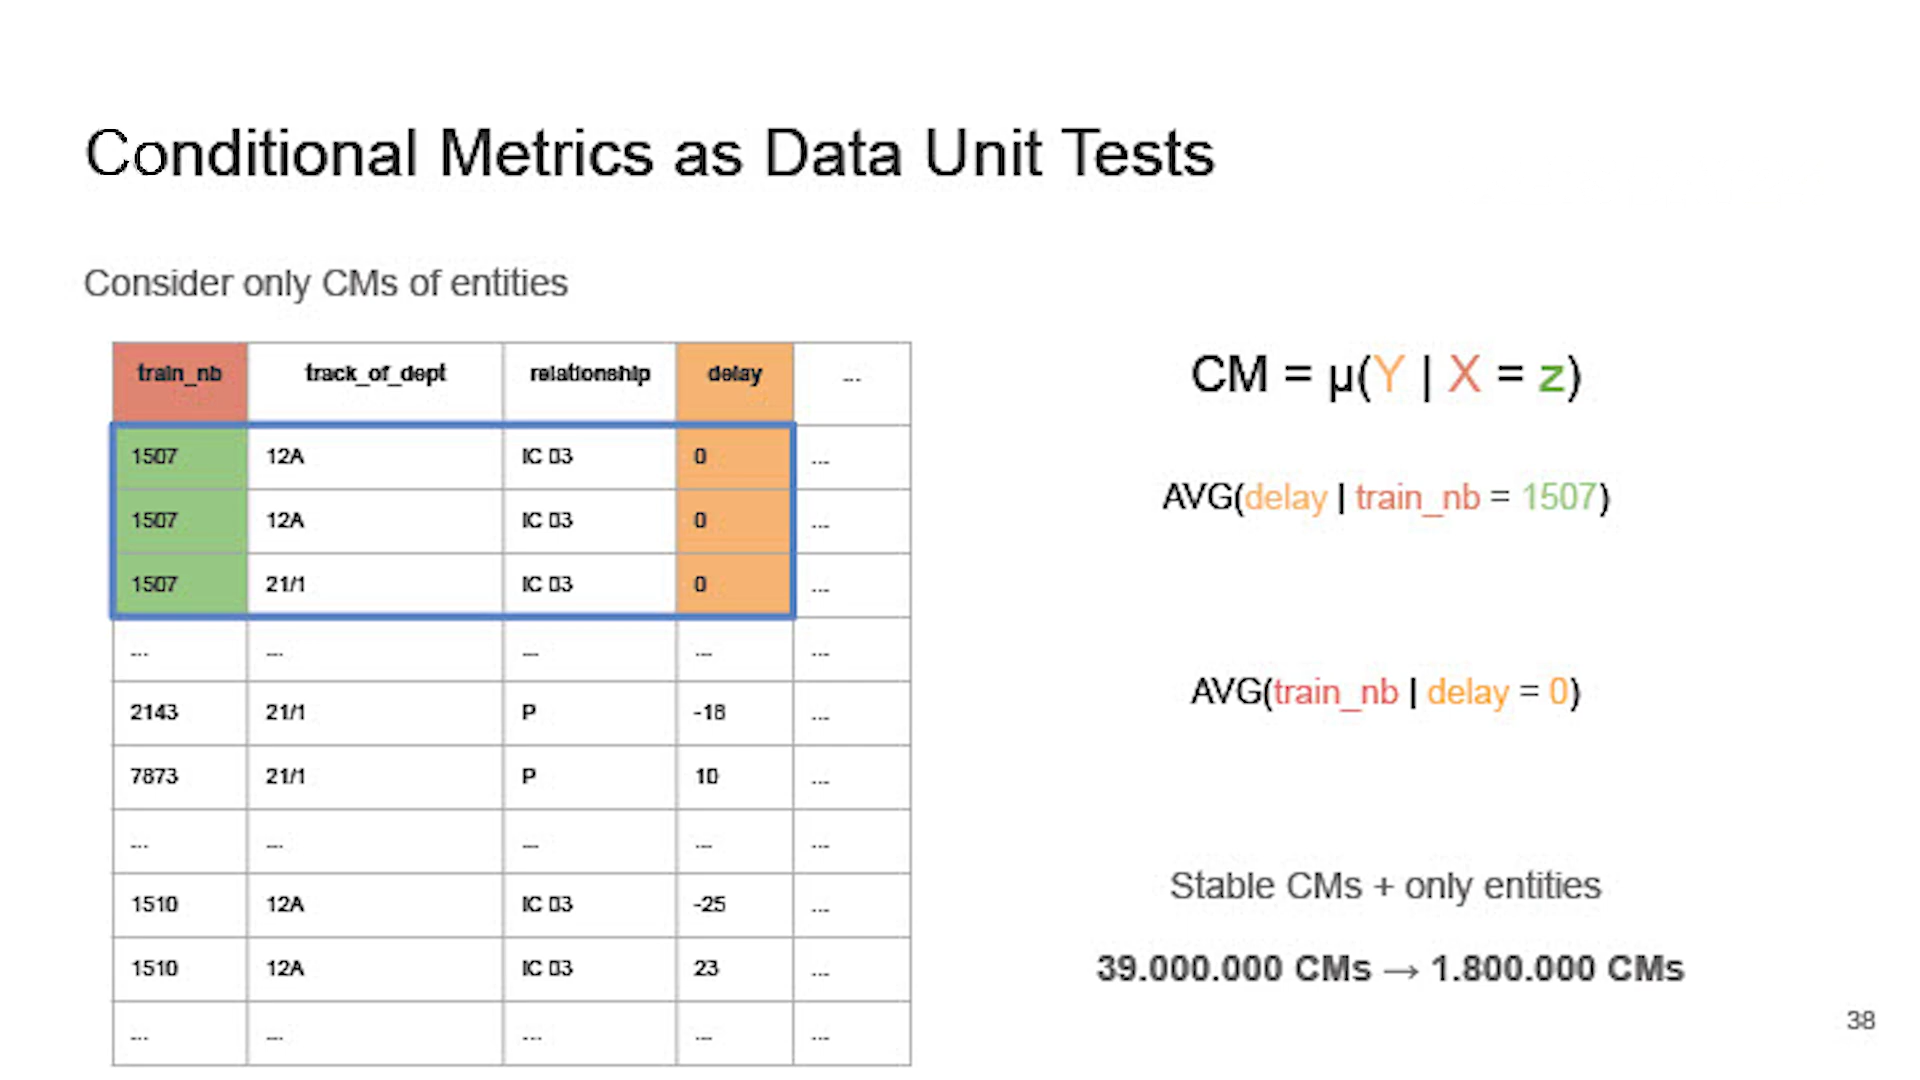 Conditional Metrics as Data Unit Tests
Consider only CMs of entities
train_nb track_of_dept relationship delay ...
1507 12A IC 03 0 ...
1507 12A IC 03 0 ...
1507 21/1 IC 03 0 ...
... ... ... ... ...
2143 21/1 P -18 ...
7873 21/1 P 10 ...
... ... ... ... ...
1510 12A IC 03 -25 ...
1510 12A IC 03 23 ...
... ... ... ... ...
CM = μ(Y | X = z)
AVG(delay | train_nb = 1507)
AVG(train_nb | delay = 0)
Stable CMs + only entities
39.000.000 CMs → 1.800.000 CMs
38